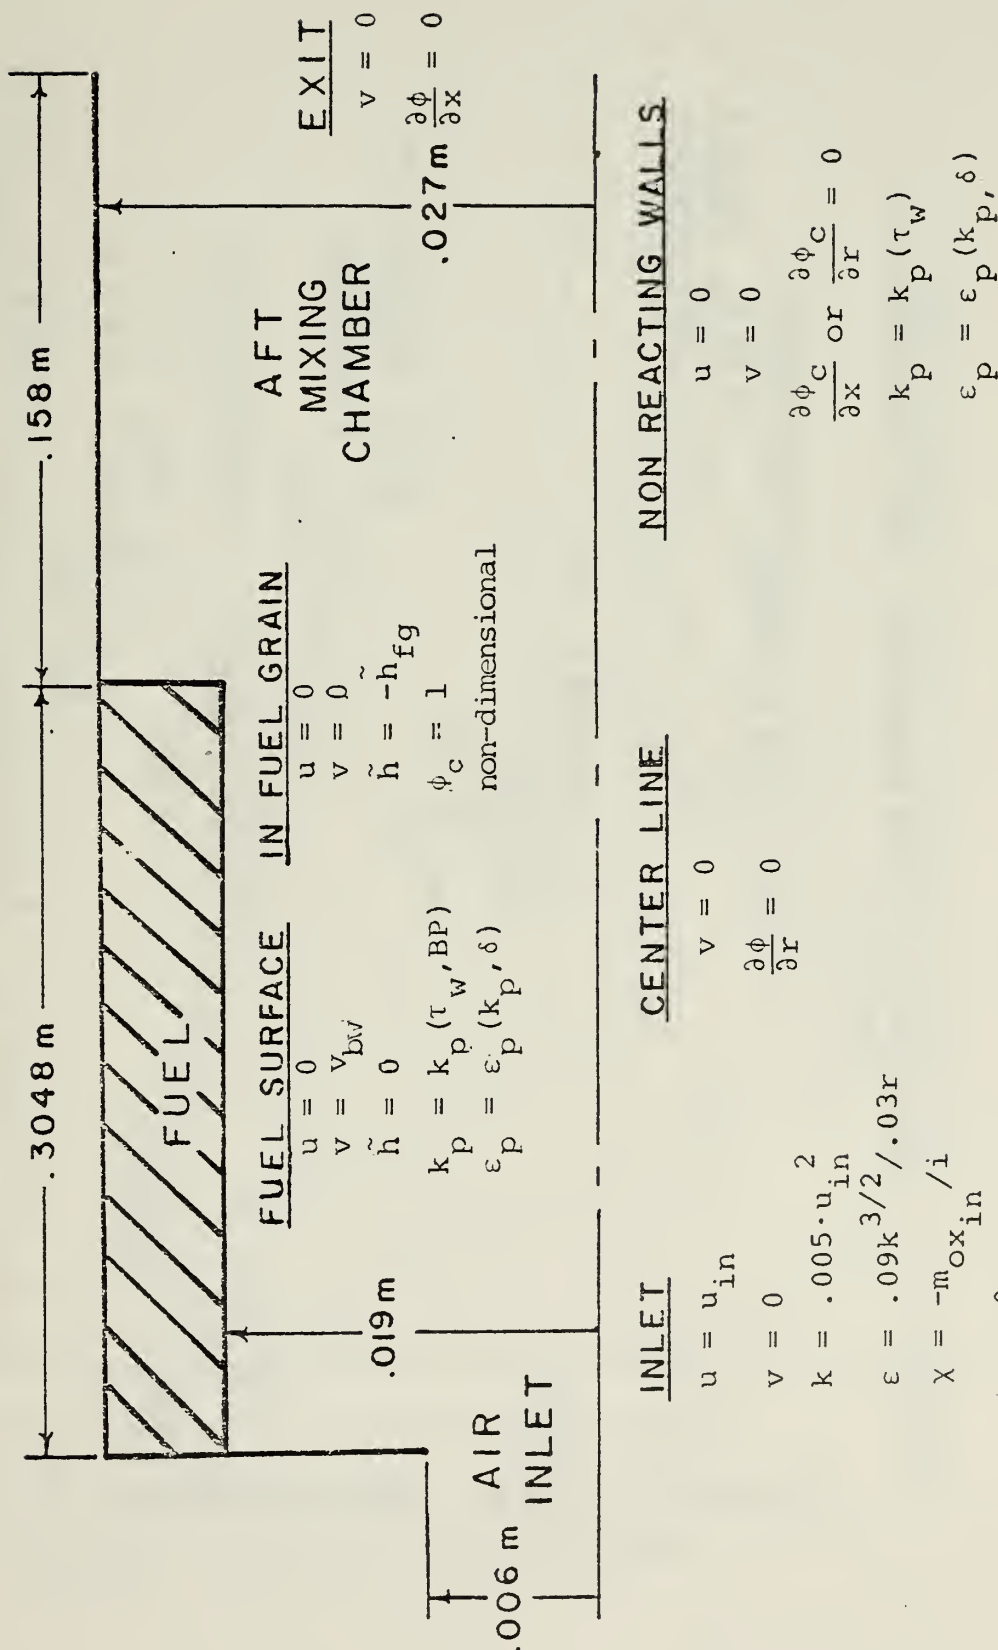 .3048 m
.158 m
FUEL
.019 m
.006 m
AIR
INLET
AFT
MIXING
CHAMBER
.027 m
EXIT
v = 0
∂φ/∂x = 0
FUEL SURFACE
u = 0
v = v_bw
h̃ = 0
k_p = k_p(τ_w, BP)
ε_p = ε_p(k_p, δ)
IN FUEL GRAIN
u = 0
v = 0
h̃ = -h̃_fg
φ_c = 1
non-dimensional
INLET
u = u_in
v = 0
k = .005·u_in^2
ε = .09k^3/2/.03r
χ = -m_ox_in/i
CENTER LINE
v = 0
∂φ/∂r = 0
NON REACTING WALLS
u = 0
v = 0
∂φ_c/∂x or ∂φ_c/∂r = 0
k_p = k_p(τ_w)
ε_p = ε_p(k_p, δ)